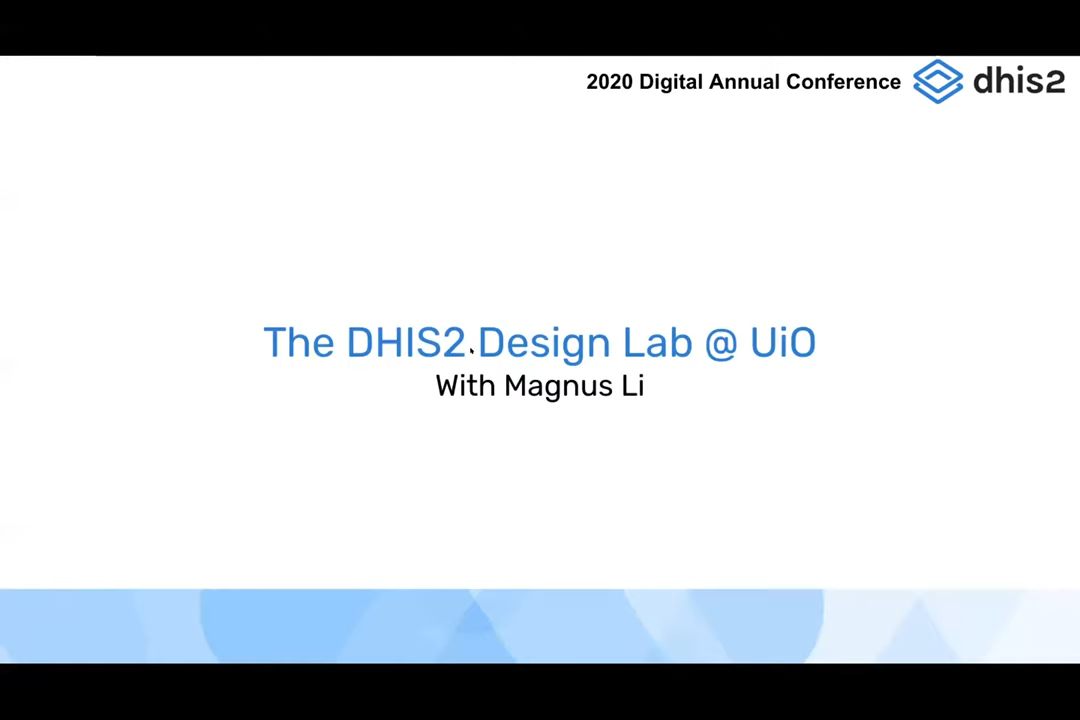 2020 Digital Annual Conference dhis2
The DHIS2 Design Lab @ UiO
With Magnus Li